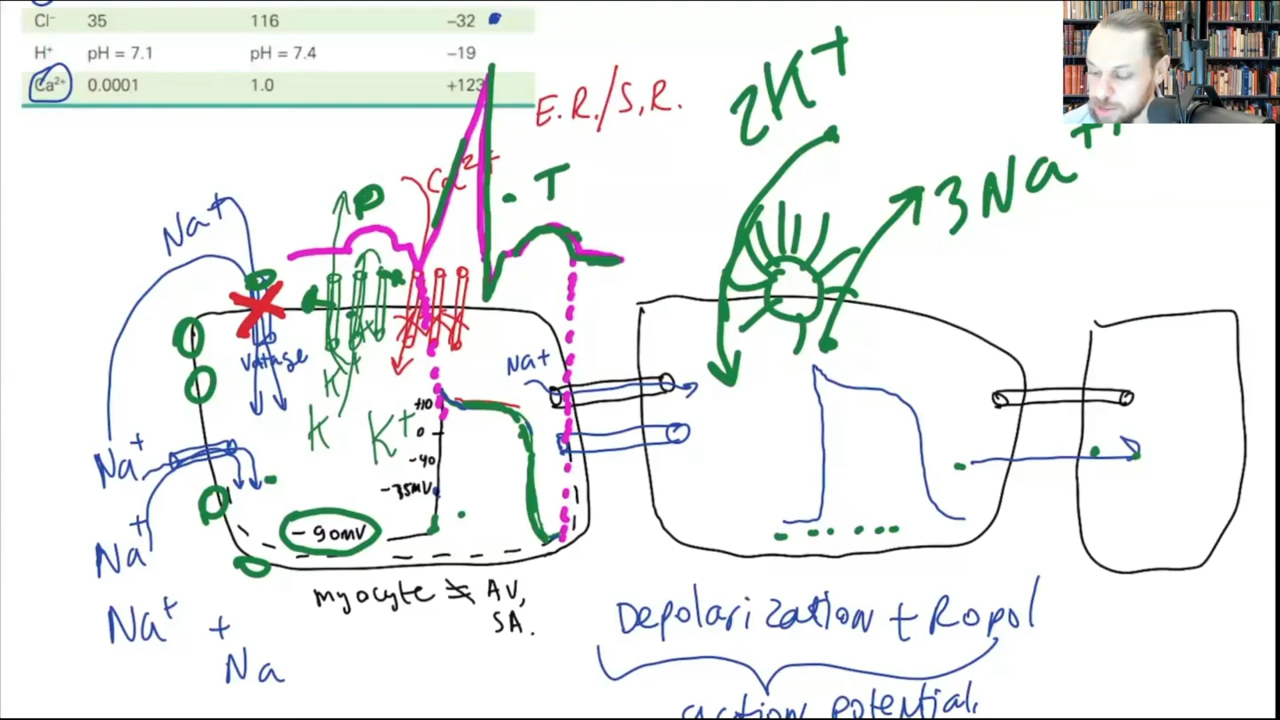 Cl⁻ 35 116 −32
H⁺ pH = 7.1 pH = 7.4 −19
Ca²⁺ 0.0001 1.0 +123
E.R./S.R.
2K⁺
3Na⁺⁺
Ca²⁺
P
T
Na⁺
Voltage
K⁺
K
K⁺
Na⁺
+10
0
-40
-75mV
-90mV
Na⁺
Na⁺
Na⁺
+
Na
myocyte ≠ AV,
SA.
Depolarization + Ropol
action potential